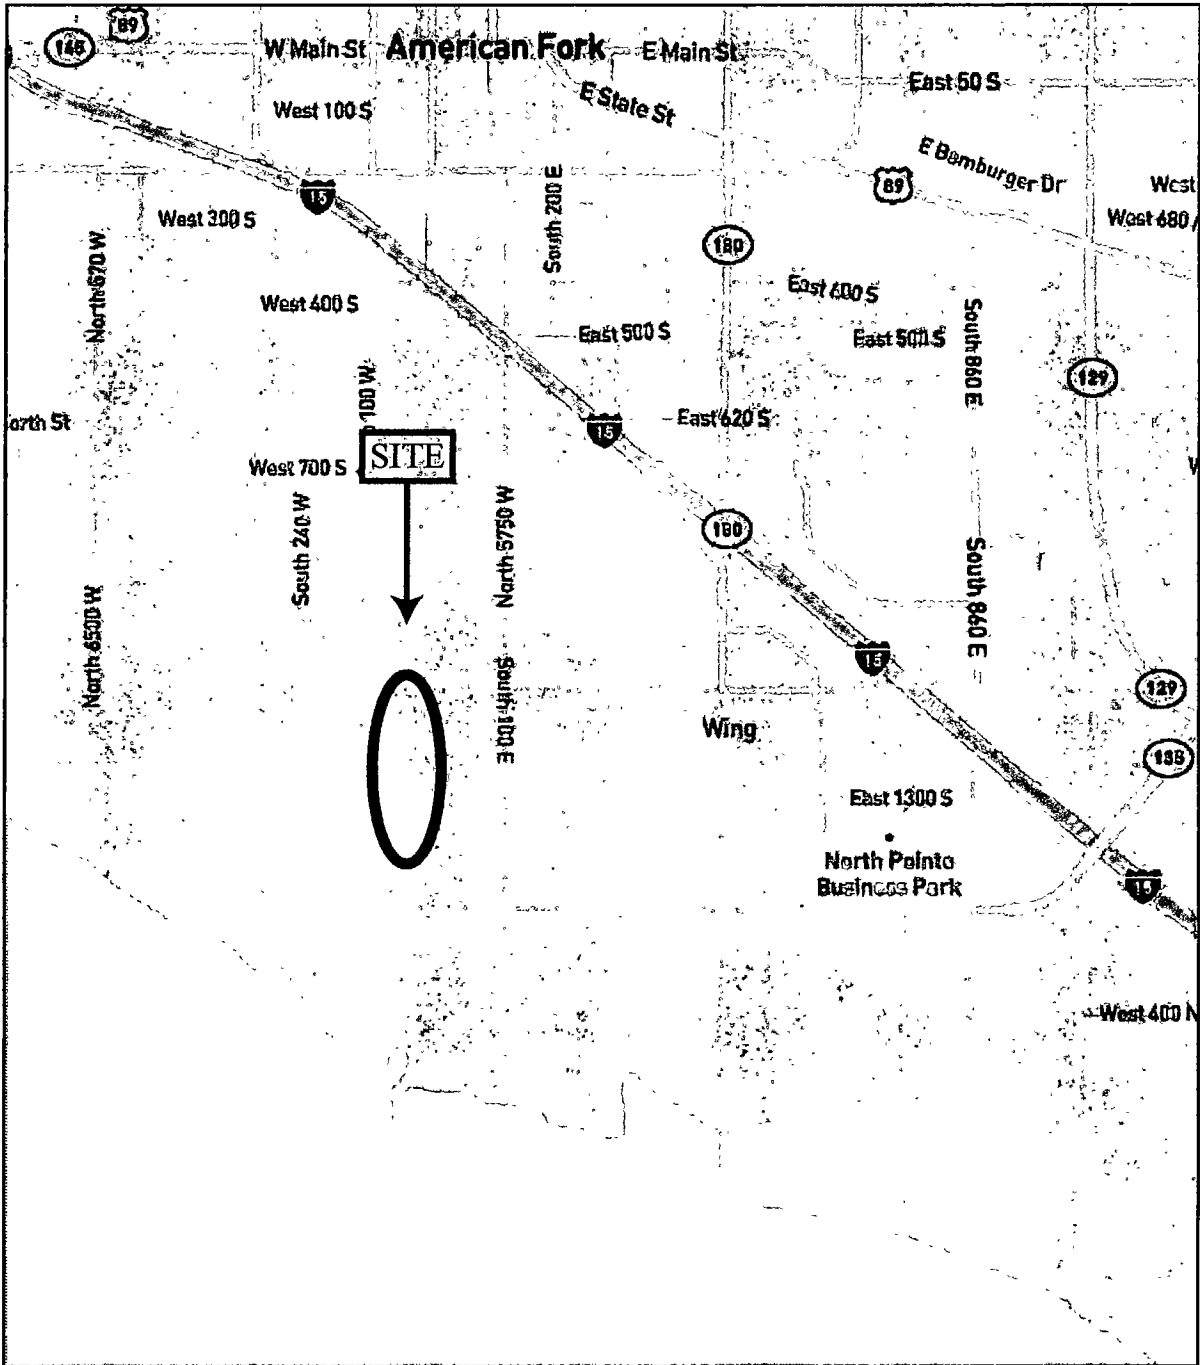 89
145
W Main St
American Fork
E Main St
East 50 S
E State St
West 100 S
E Bamburger Dr
15
South 200 E
89
West
West 300 S
West 680
180
North 670 W
West 400 S
East 600 S
East 500 S
East 500 S
South 860 E
129
100 W
orth St
15
East 620 S
SITE
West 700 S
W
South 240 W
North 5750 W
180
South 860 E
North 6500 W
15
South 100 E
129
Wing
135
East 1300 S
North Pointe
Business Park
15
West 400 N